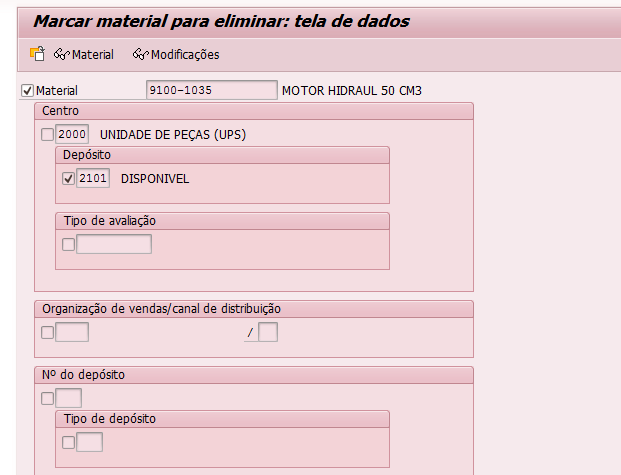 Marcar material para eliminar: tela de dados
Material Modificações
Material 9100-1035 MOTOR HIDRAUL 50 CM3
Centro
2000 UNIDADE DE PEÇAS (UPS)
Depósito
2101 DISPONIVEL
Tipo de avaliação
Organização de vendas/canal de distribuição
/
Nº do depósito
Tipo de depósito